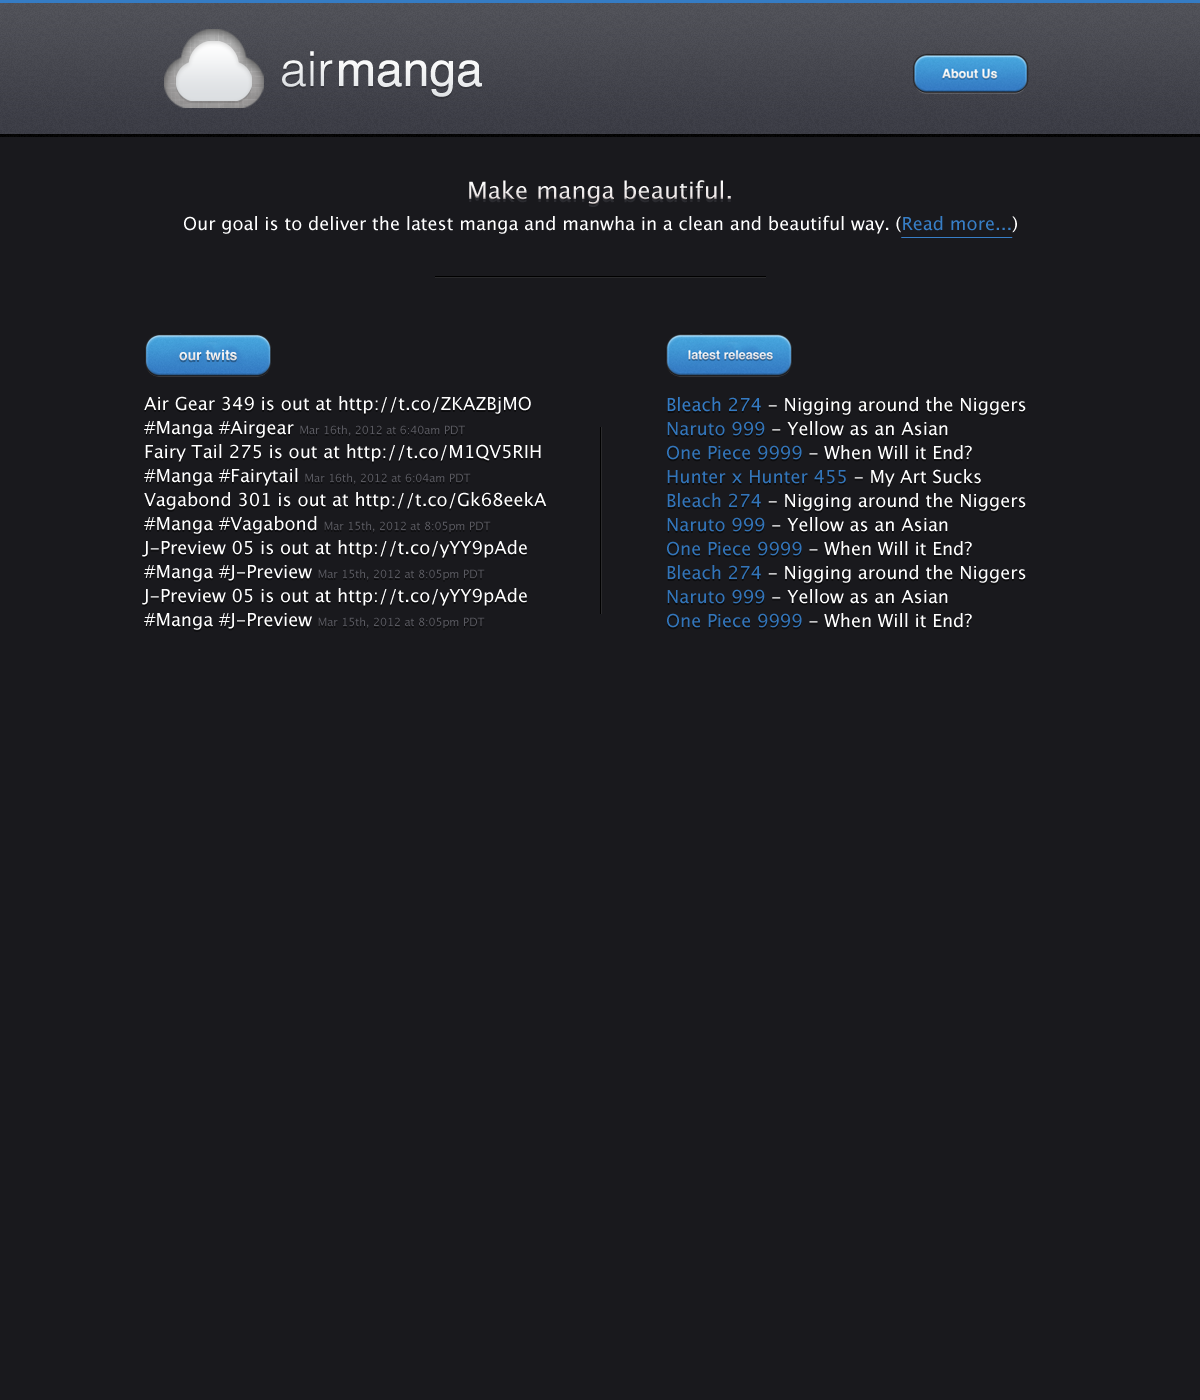 airmanga
About Us
Make manga beautiful.
Our goal is to deliver the latest manga and manwha in a clean and beautiful way. (Read more...)
our twits
Air Gear 349 is out at http://t.co/ZKAZBjMO
#Manga #Airgear Mar 16th, 2012 at 6:40am PDT
Fairy Tail 275 is out at http://t.co/M1QV5RIH
#Manga #Fairytail Mar 16th, 2012 at 6:04am PDT
Vagabond 301 is out at http://t.co/Gk68eekA
#Manga #Vagabond Mar 15th, 2012 at 8:05pm PDT
J-Preview 05 is out at http://t.co/yYY9pAde
#Manga #J-Preview Mar 15th, 2012 at 8:05pm PDT
J-Preview 05 is out at http://t.co/yYY9pAde
#Manga #J-Preview Mar 15th, 2012 at 8:05pm PDT
latest releases
Bleach 274 - Nigging around the Niggers
Naruto 999 - Yellow as an Asian
One Piece 9999 - When Will it End?
Hunter x Hunter 455 - My Art Sucks
Bleach 274 - Nigging around the Niggers
Naruto 999 - Yellow as an Asian
One Piece 9999 - When Will it End?
Bleach 274 - Nigging around the Niggers
Naruto 999 - Yellow as an Asian
One Piece 9999 - When Will it End?